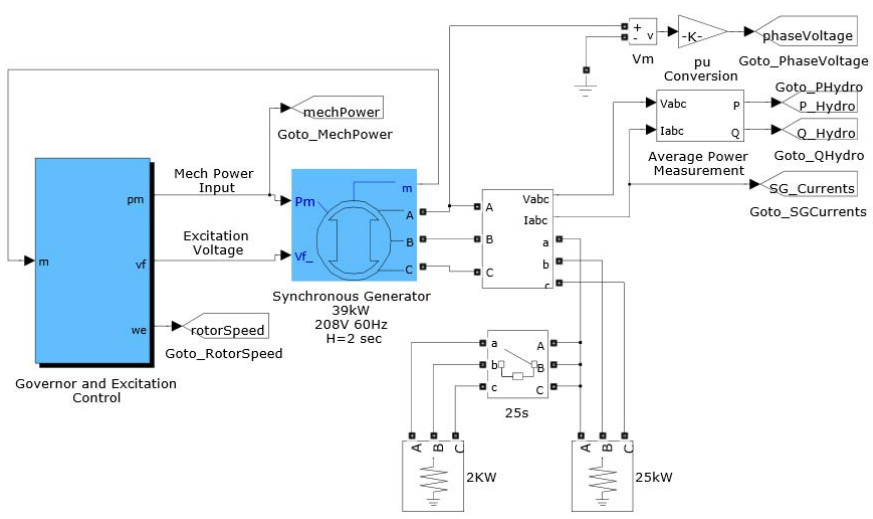 phaseVoltage
Goto_PhaseVoltage
+
-
v
Vm
-K-
pu
Conversion
Goto_PHydro
P_Hydro
Vabc
P
Iabc
Q
Q_Hydro
Goto_QHydro
Average Power
Measurement
SG_Currents
Goto_SGCurrents
mechPower
Goto_MechPower
Mech Power
Input
pm
m
Pm
A
A
Vabc
Iabc
Excitation
Voltage
vf
Vf_
B
B
a
m
C
C
b
c
we
rotorSpeed
Goto_RotorSpeed
Synchronous Generator
39kW
208V 60Hz
H=2 sec
Governor and Excitation
Control
a
A
b
B
c
C
25s
A
B
C
2KW
A
B
C
25kW